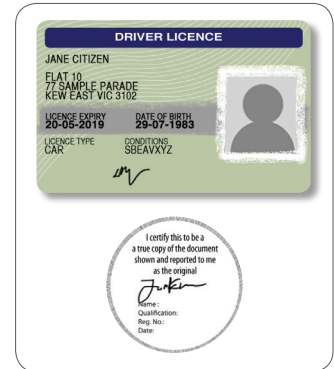 DRIVER LICENCE
JANE CITIZEN
FLAT 10
77 SAMPLE PARADE
KEW EAST VIC 3102
LICENCE EXPIRY DATE OF BIRTH
20-05-2019 29-07-1983
LICENCE TYPE CONDITIONS
CAR SBEAVXYZ
I certify this to be a
a true copy of the document
shown and reported to me
as the original
Name :
Qualification:
Reg. No.:
Date: